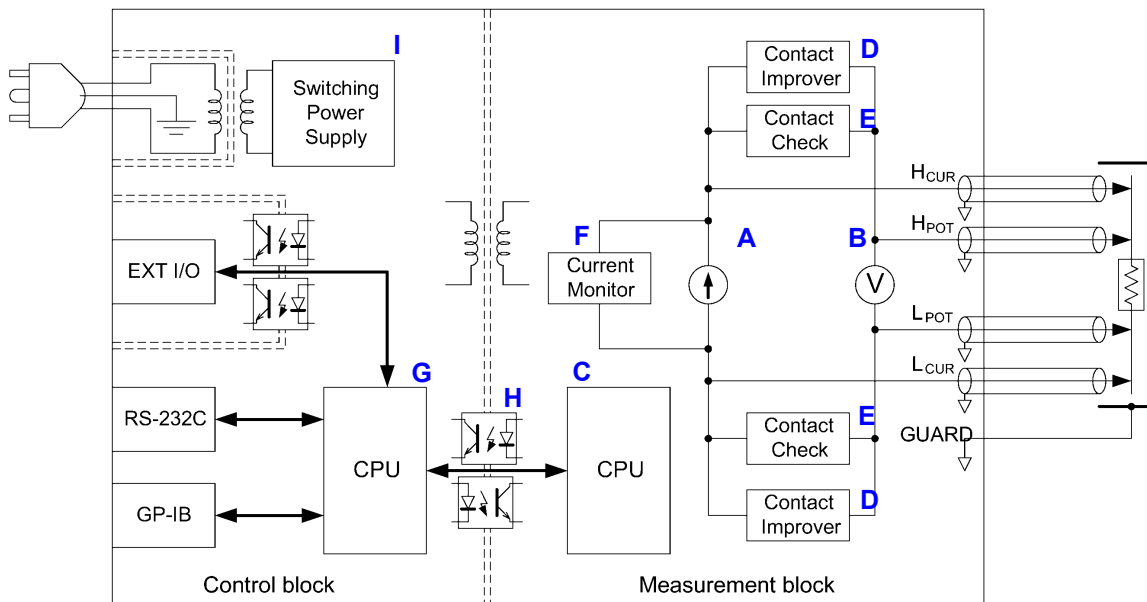 I
Switching
Power
Supply
D
Contact
Improver
E
Contact
Check
HCUR
HPOT
A
B
F
Current
Monitor
V
EXT I/O
LPOT
LCUR
G
H
C
RS-232C
CPU
CPU
GP-IB
E
Contact
Check
GUARD
D
Contact
Improver
Control block
Measurement block